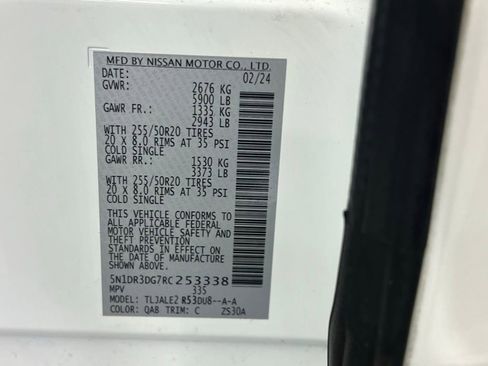 MFD BY NISSAN MOTOR CO., LTD.
DATE: 02/24
GVWR: 2676 KG
5900 LB
GAWR FR.: 1335 KG
2943 LB
WITH 255/50R20 TIRES
20 X 8.0 RIMS AT 35 PSI
COLD SINGLE
GAWR RR.: 1530 KG
3373 LB
WITH 255/50R20 TIRES
20 X 8.0 RIMS AT 35 PSI
COLD SINGLE
THIS VEHICLE CONFORMS TO
ALL APPLICABLE FEDERAL
MOTOR VEHICLE SAFETY AND
THEFT PREVENTION
STANDARDS IN EFFECT ON
THE DATE OF MANUFACTURE
SHOWN ABOVE.
5N1DR3DG7RC253338
MPV 335
MODEL: TLJALE2 R53DU8--A-A
COLOR: QAB TRIM: C ZS30A